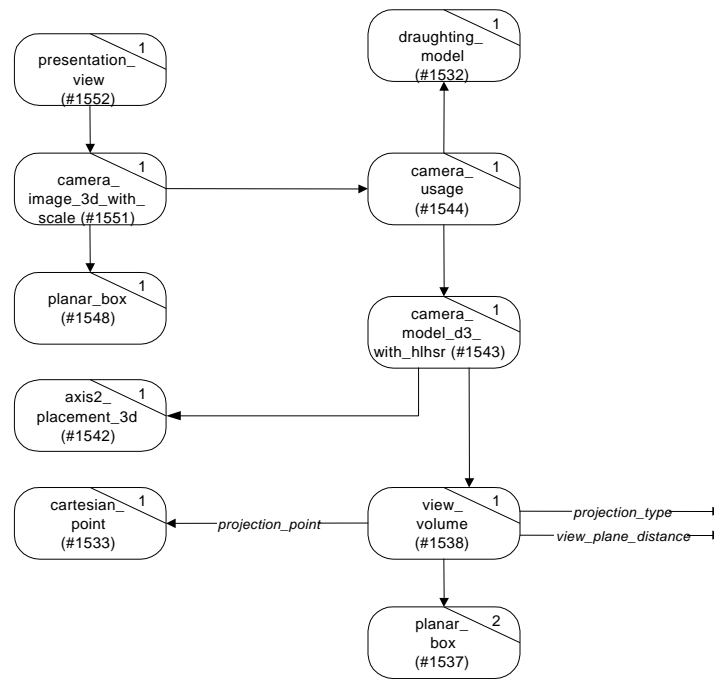 1
presentation_
view
(#1552)
1
draughting_
model
(#1532)
1
camera_
image_3d_with_
scale (#1551)
1
camera_
usage
(#1544)
1
planar_box
(#1548)
1
camera_
model_d3_
with_hlhsr (#1543)
1
axis2_
placement_3d
(#1542)
1
cartesian_
point
(#1533)
projection_point
1
view_
volume
(#1538)
projection_type
view_plane_distance
2
planar_
box
(#1537)